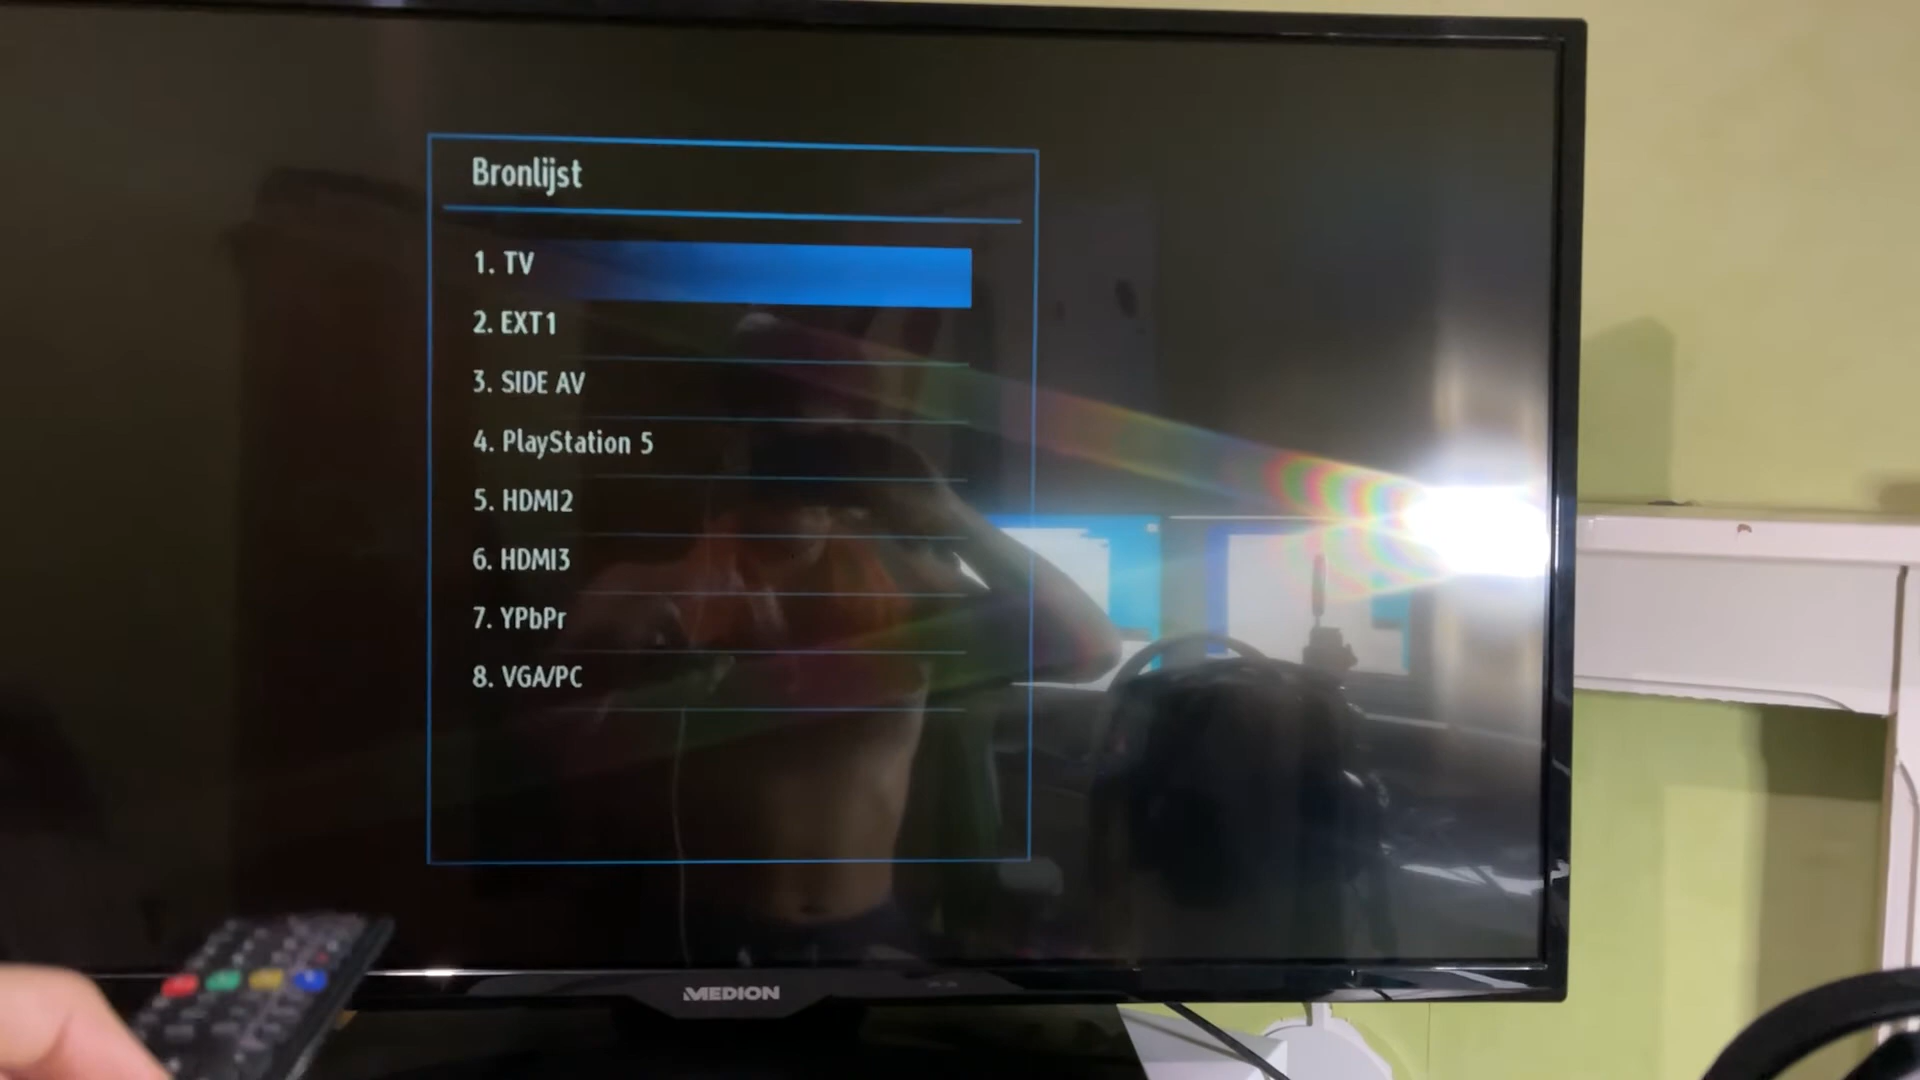 Bronlijst
1. TV
2. EXT1
3. SIDE AV
4. PlayStation 5
5. HDMI2
6. HDMI3
7. YPbPr
8. VGA/PC
MEDION